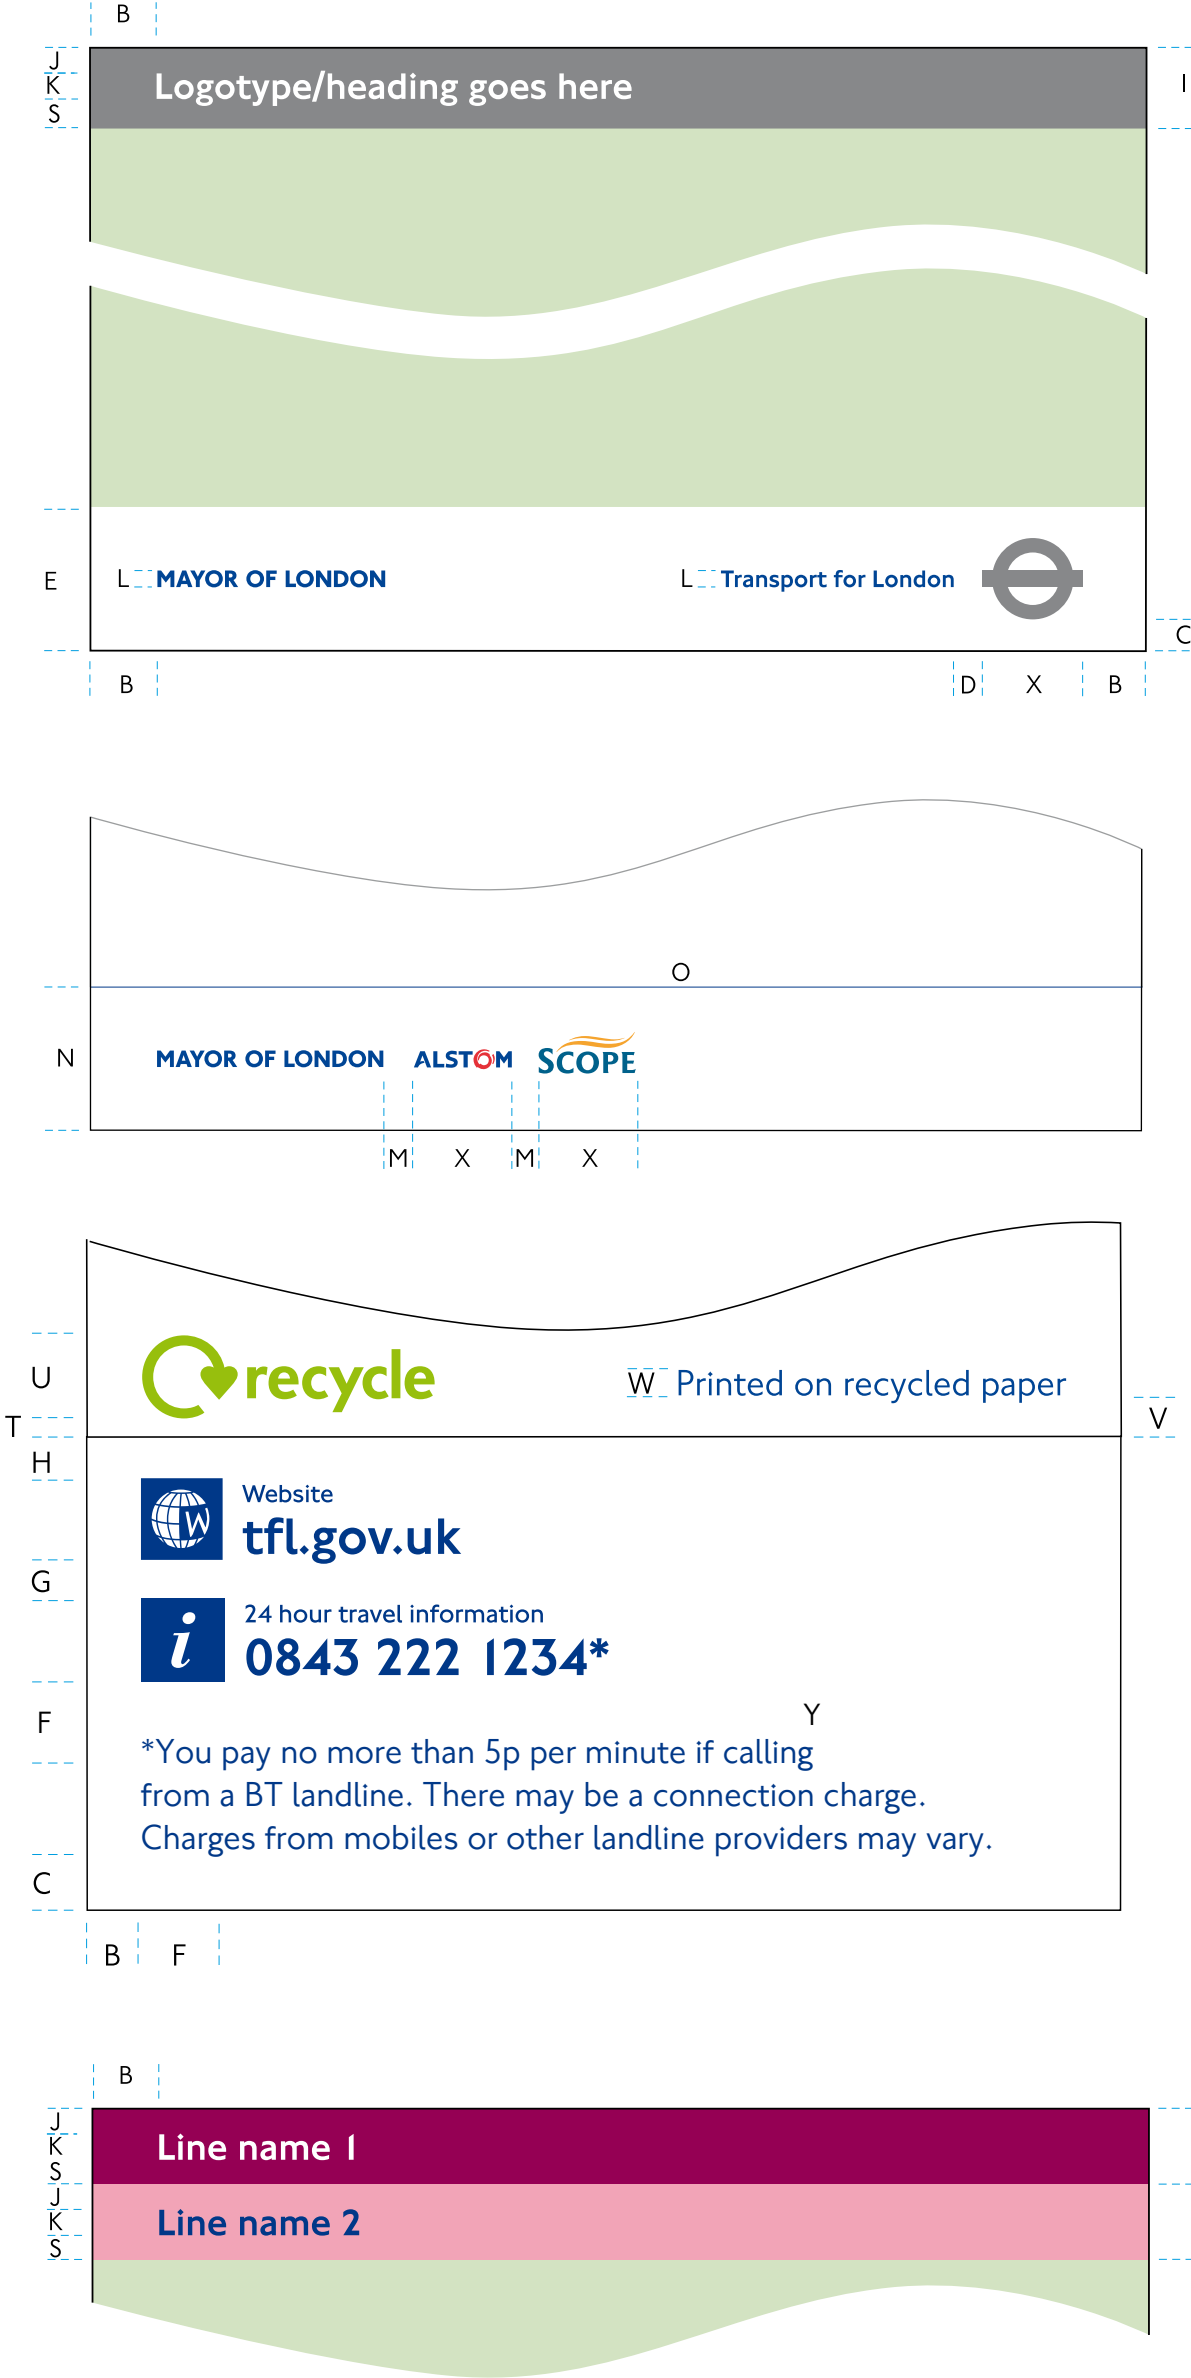 B
J
K
S
Logotype/heading goes here
I
E
L
MAYOR OF LONDON
L
Transport for London
C
B
D
X
B
O
N
MAYOR OF LONDON
ALSTOM
SCOPE
M
X
M
X
U
recycle
W
Printed on recycled paper
T
V
H
W
Website
tfl.gov.uk
G
i
24 hour travel information
0843 222 1234*
F
Y
*You pay no more than 5p per minute if calling
from a BT landline. There may be a connection charge.
Charges from mobiles or other landline providers may vary.
C
B
F
B
J
K
S
Line name 1
J
K
S
Line name 2